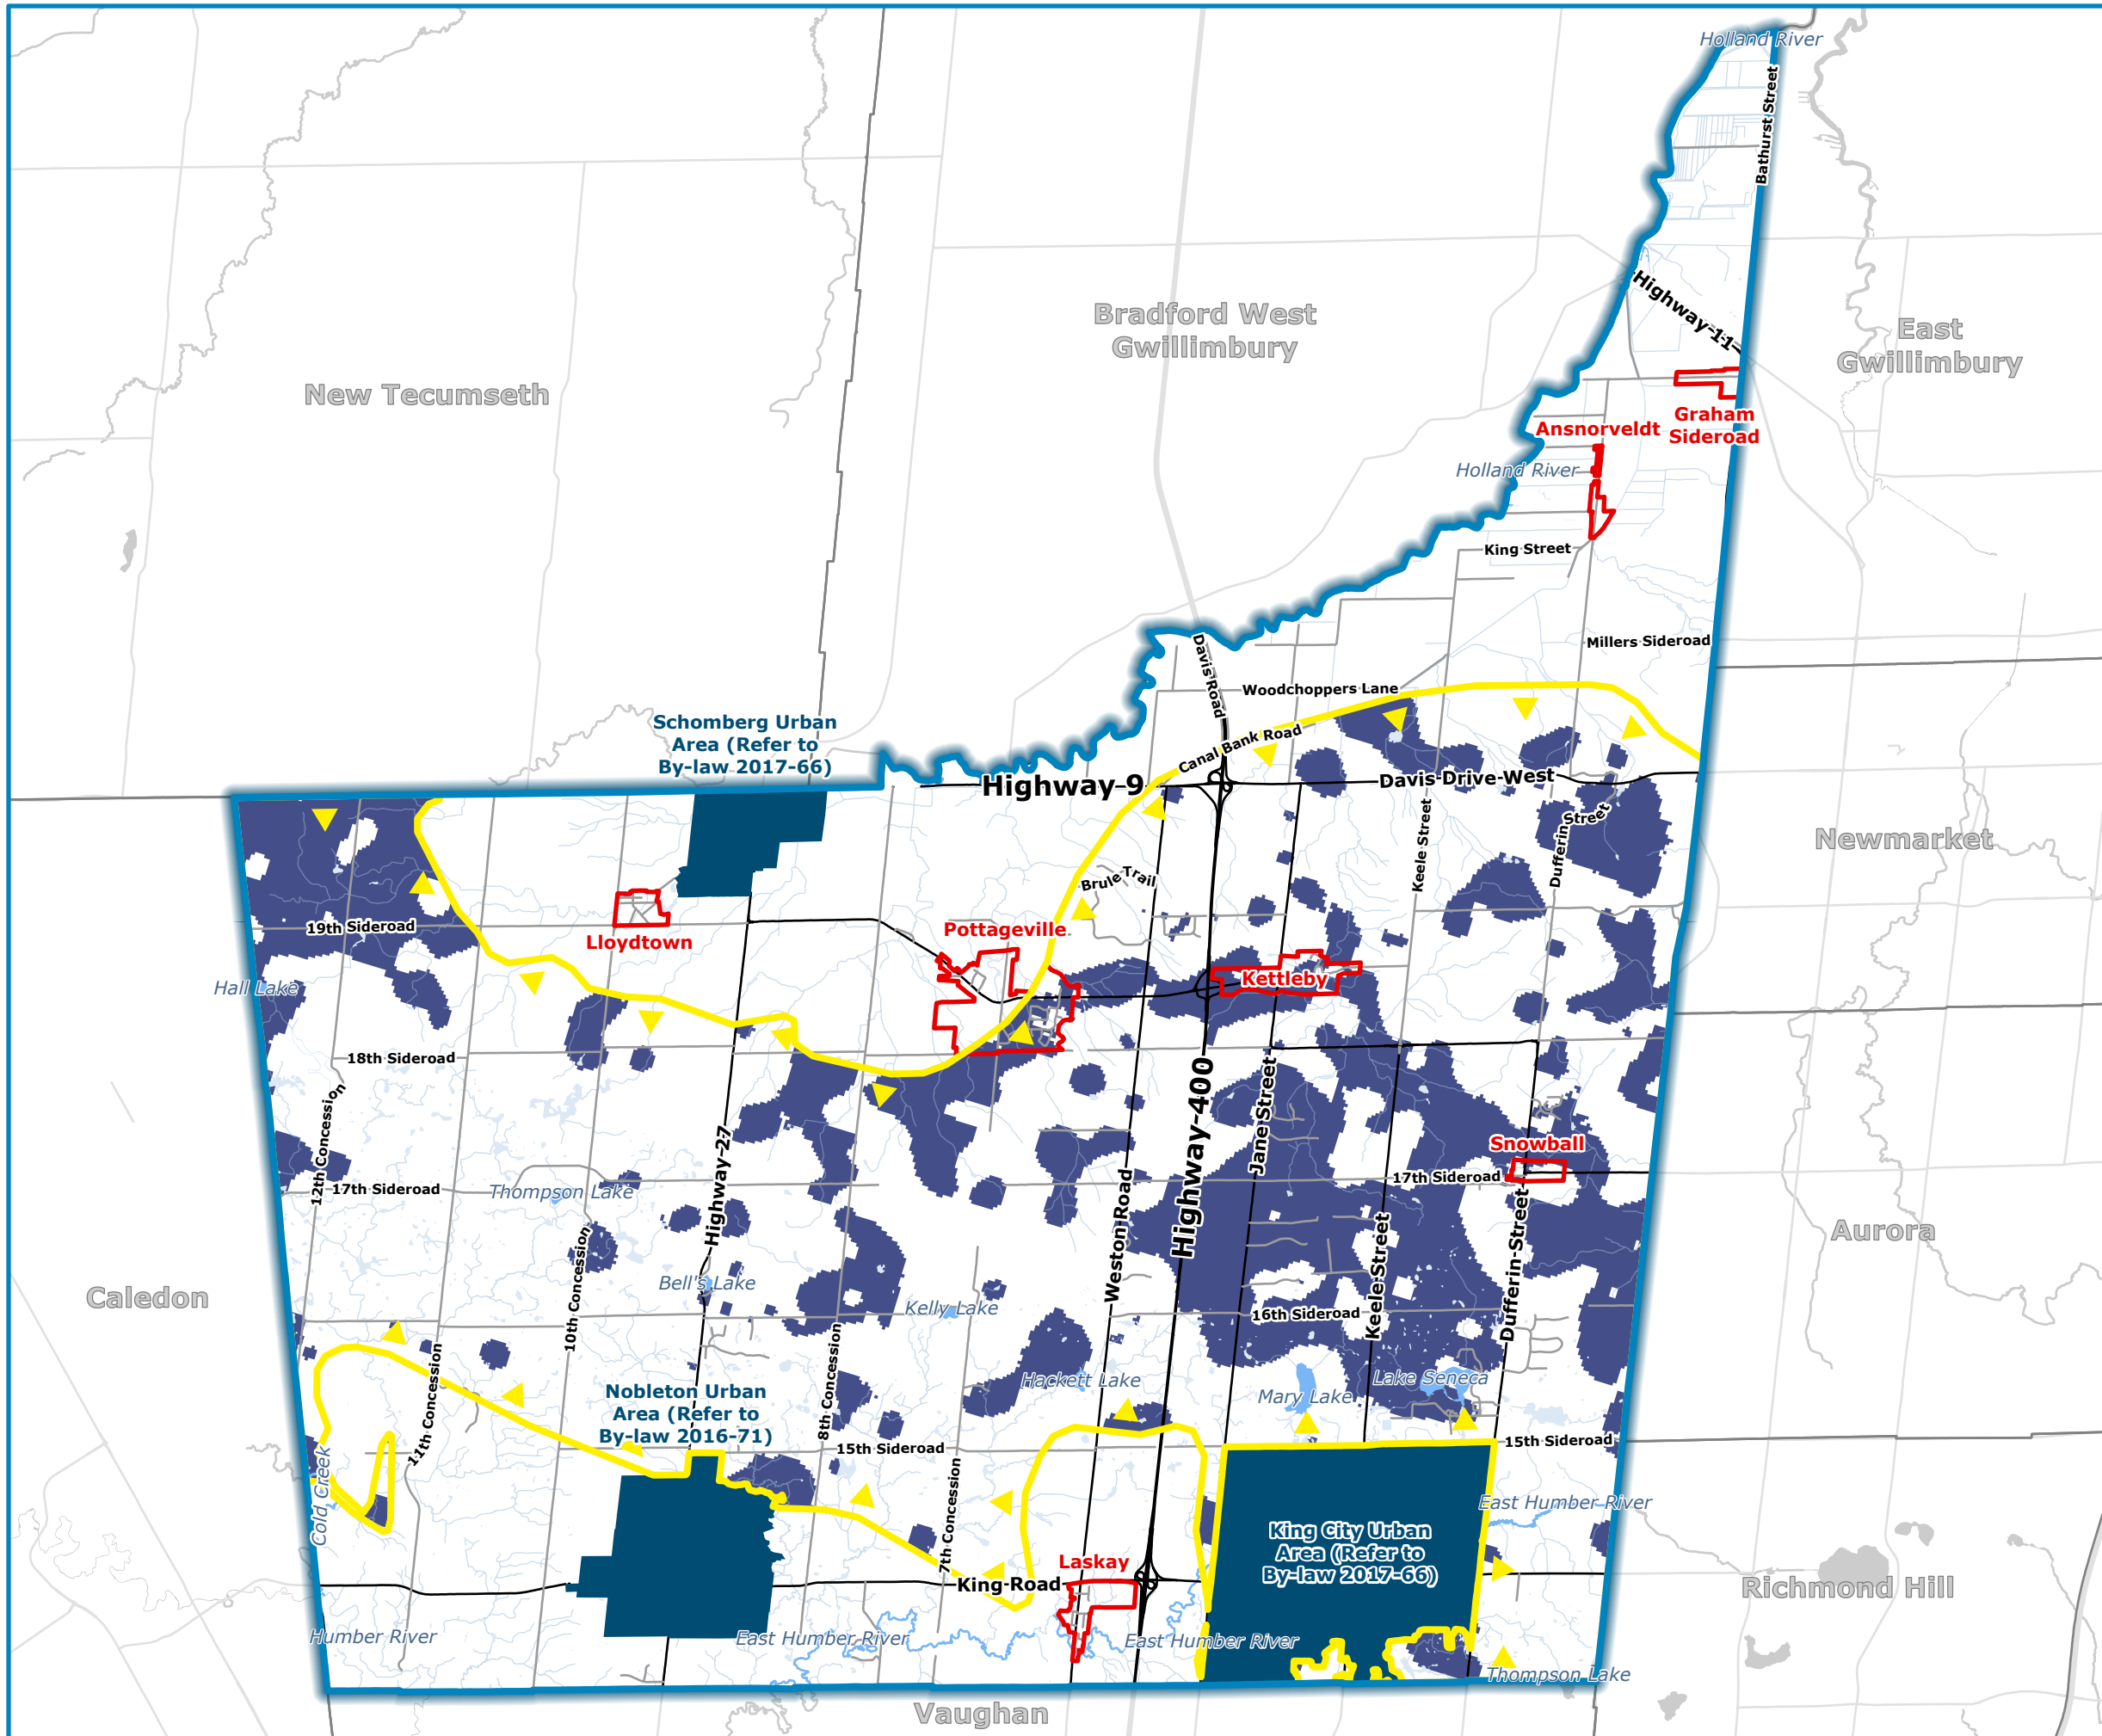 Holland River
Bathurst Street
Highway 11
Bradford West
Gwillimbury
East
Gwillimbury
New Tecumseth
Graham
Sideroad
Ansnorveldt
Holland River
King Street
Millers Sideroad
Davis Road
Woodchoppers Lane
Schomberg Urban
Area (Refer to
By-law 2017-66)
Canal Bank Road
Highway 9
Davis Drive West
Keele Street
Dufferin Street
Newmarket
Brule Trail
19th Sideroad
Lloydtown
Pottageville
Kettleby
Hall Lake
18th Sideroad
12th Concession
Highway 27
Highway 400
Jane Street
Snowball
17th Sideroad
Thompson Lake
17th Sideroad
Weston Road
Keele Street
Dufferin Street
Aurora
Caledon
10th Concession
Bell's Lake
Kelly Lake
16th Sideroad
11th Concession
8th Concession
Hackett Lake
Mary Lake
Lake Seneca
Nobleton Urban
Area (Refer to
By-law 2016-71)
15th Sideroad
15th Sideroad
Cold Creek
7th Concession
East Humber River
King City Urban
Area (Refer to
By-law 2017-66)
Laskay
King Road
Richmond Hill
Humber River
East Humber River
East Humber River
Thompson Lake
Vaughan